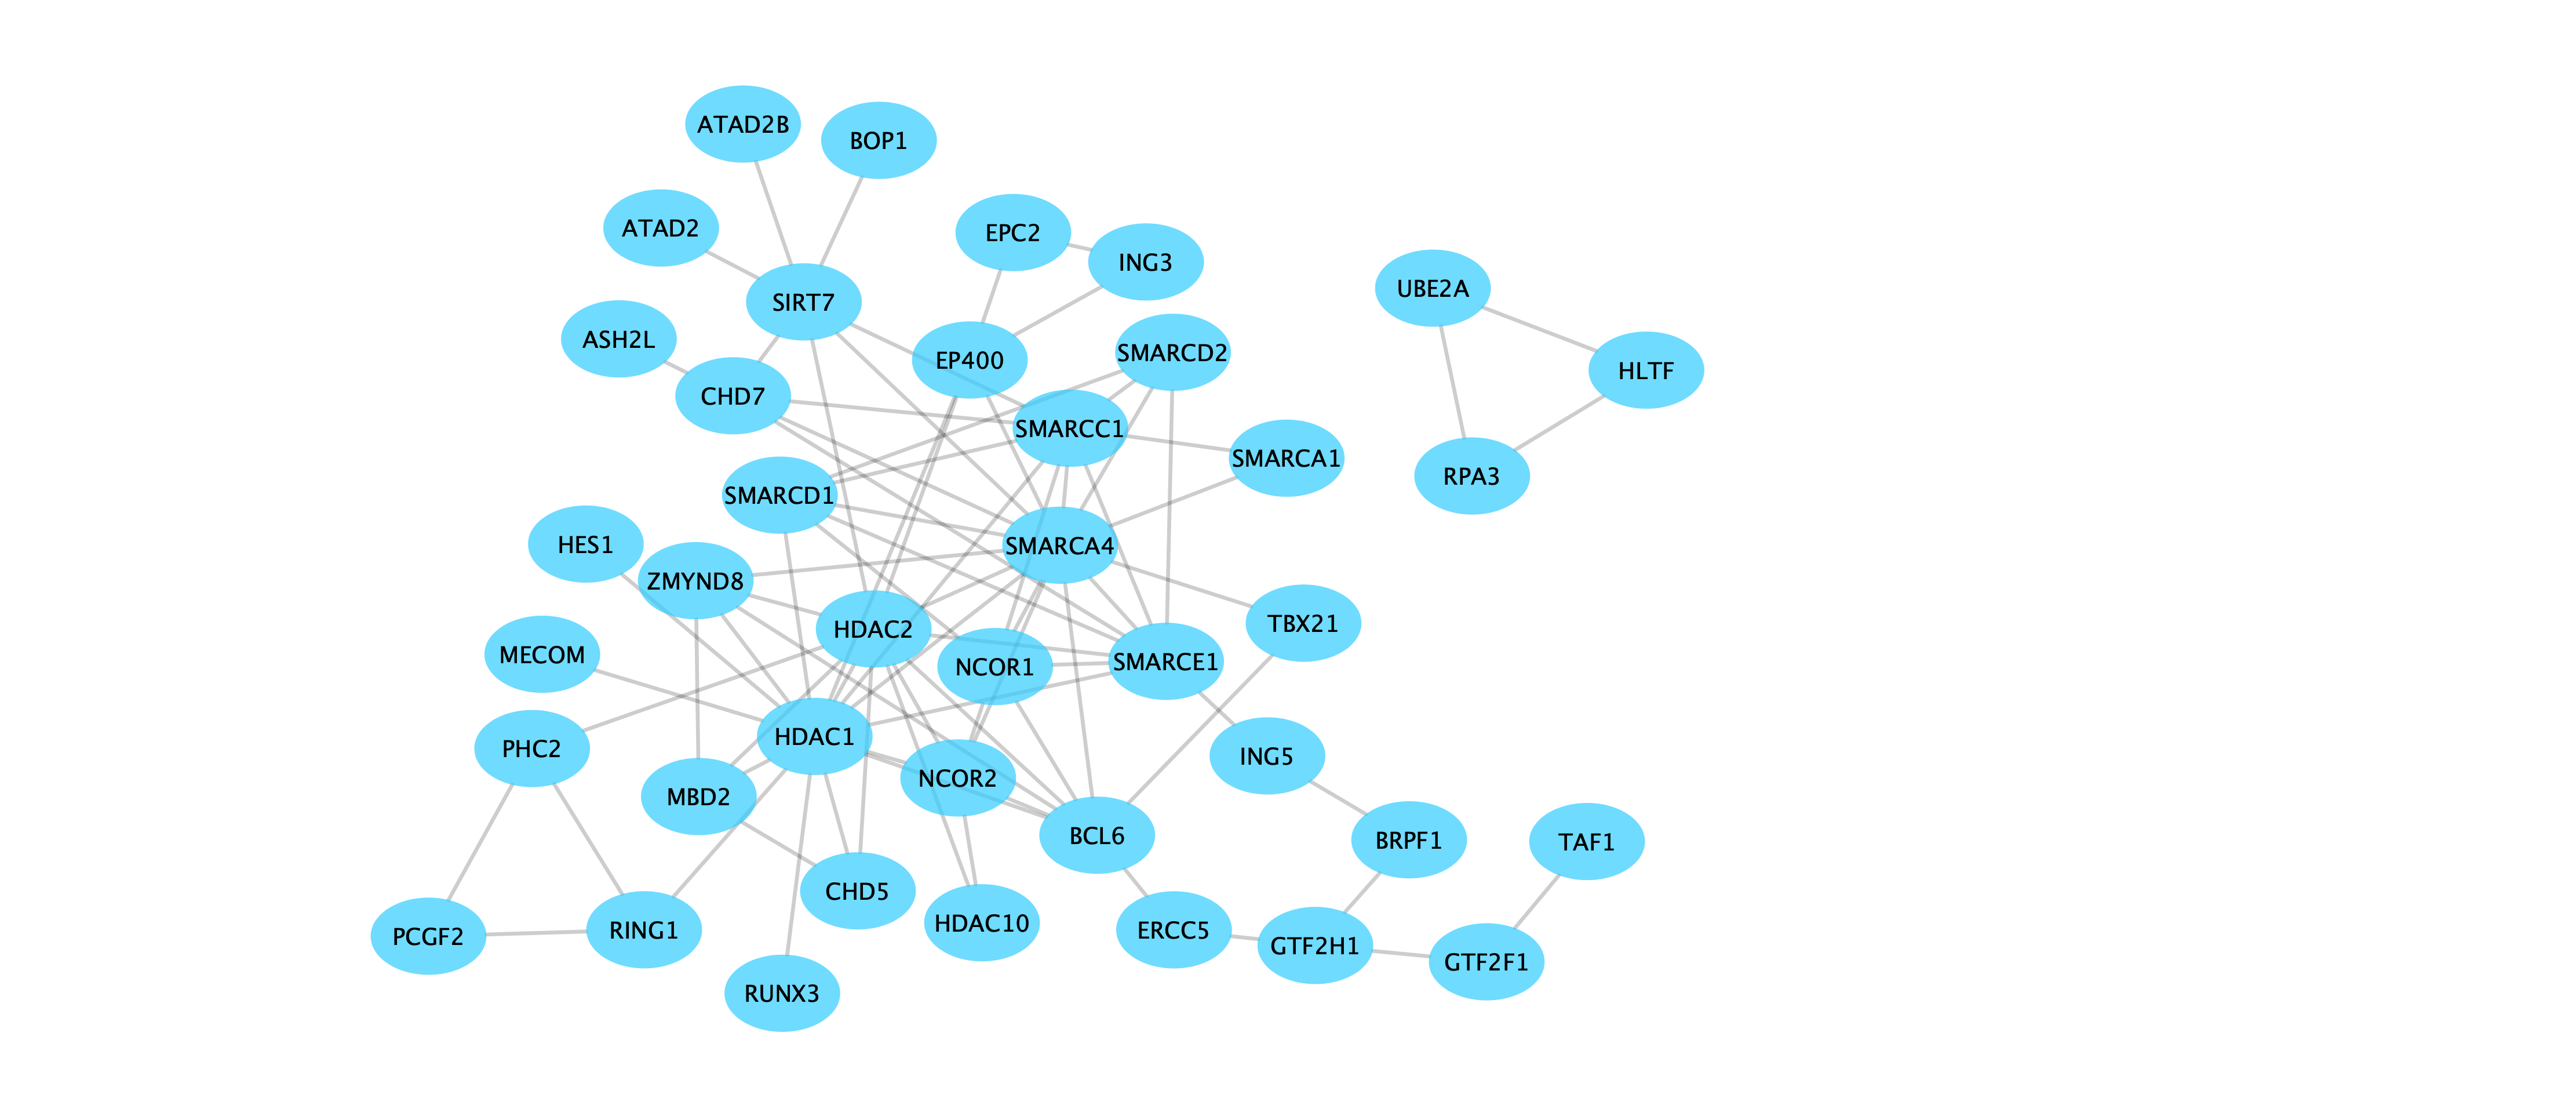 ATAD2B
BOP1
ATAD2
EPC2
ING3
UBE2A
SIRT7
ASH2L
EP400
SMARCD2
HLTF
CHD7
SMARCC1
SMARCA1
RPA3
SMARCD1
HES1
SMARCA4
ZMYND8
HDAC2
TBX21
MECOM
NCOR1
SMARCE1
HDAC1
PHC2
ING5
NCOR2
MBD2
BCL6
BRPF1
TAF1
CHD5
HDAC10
ERCC5
RING1
PCGF2
GTF2H1
GTF2F1
RUNX3